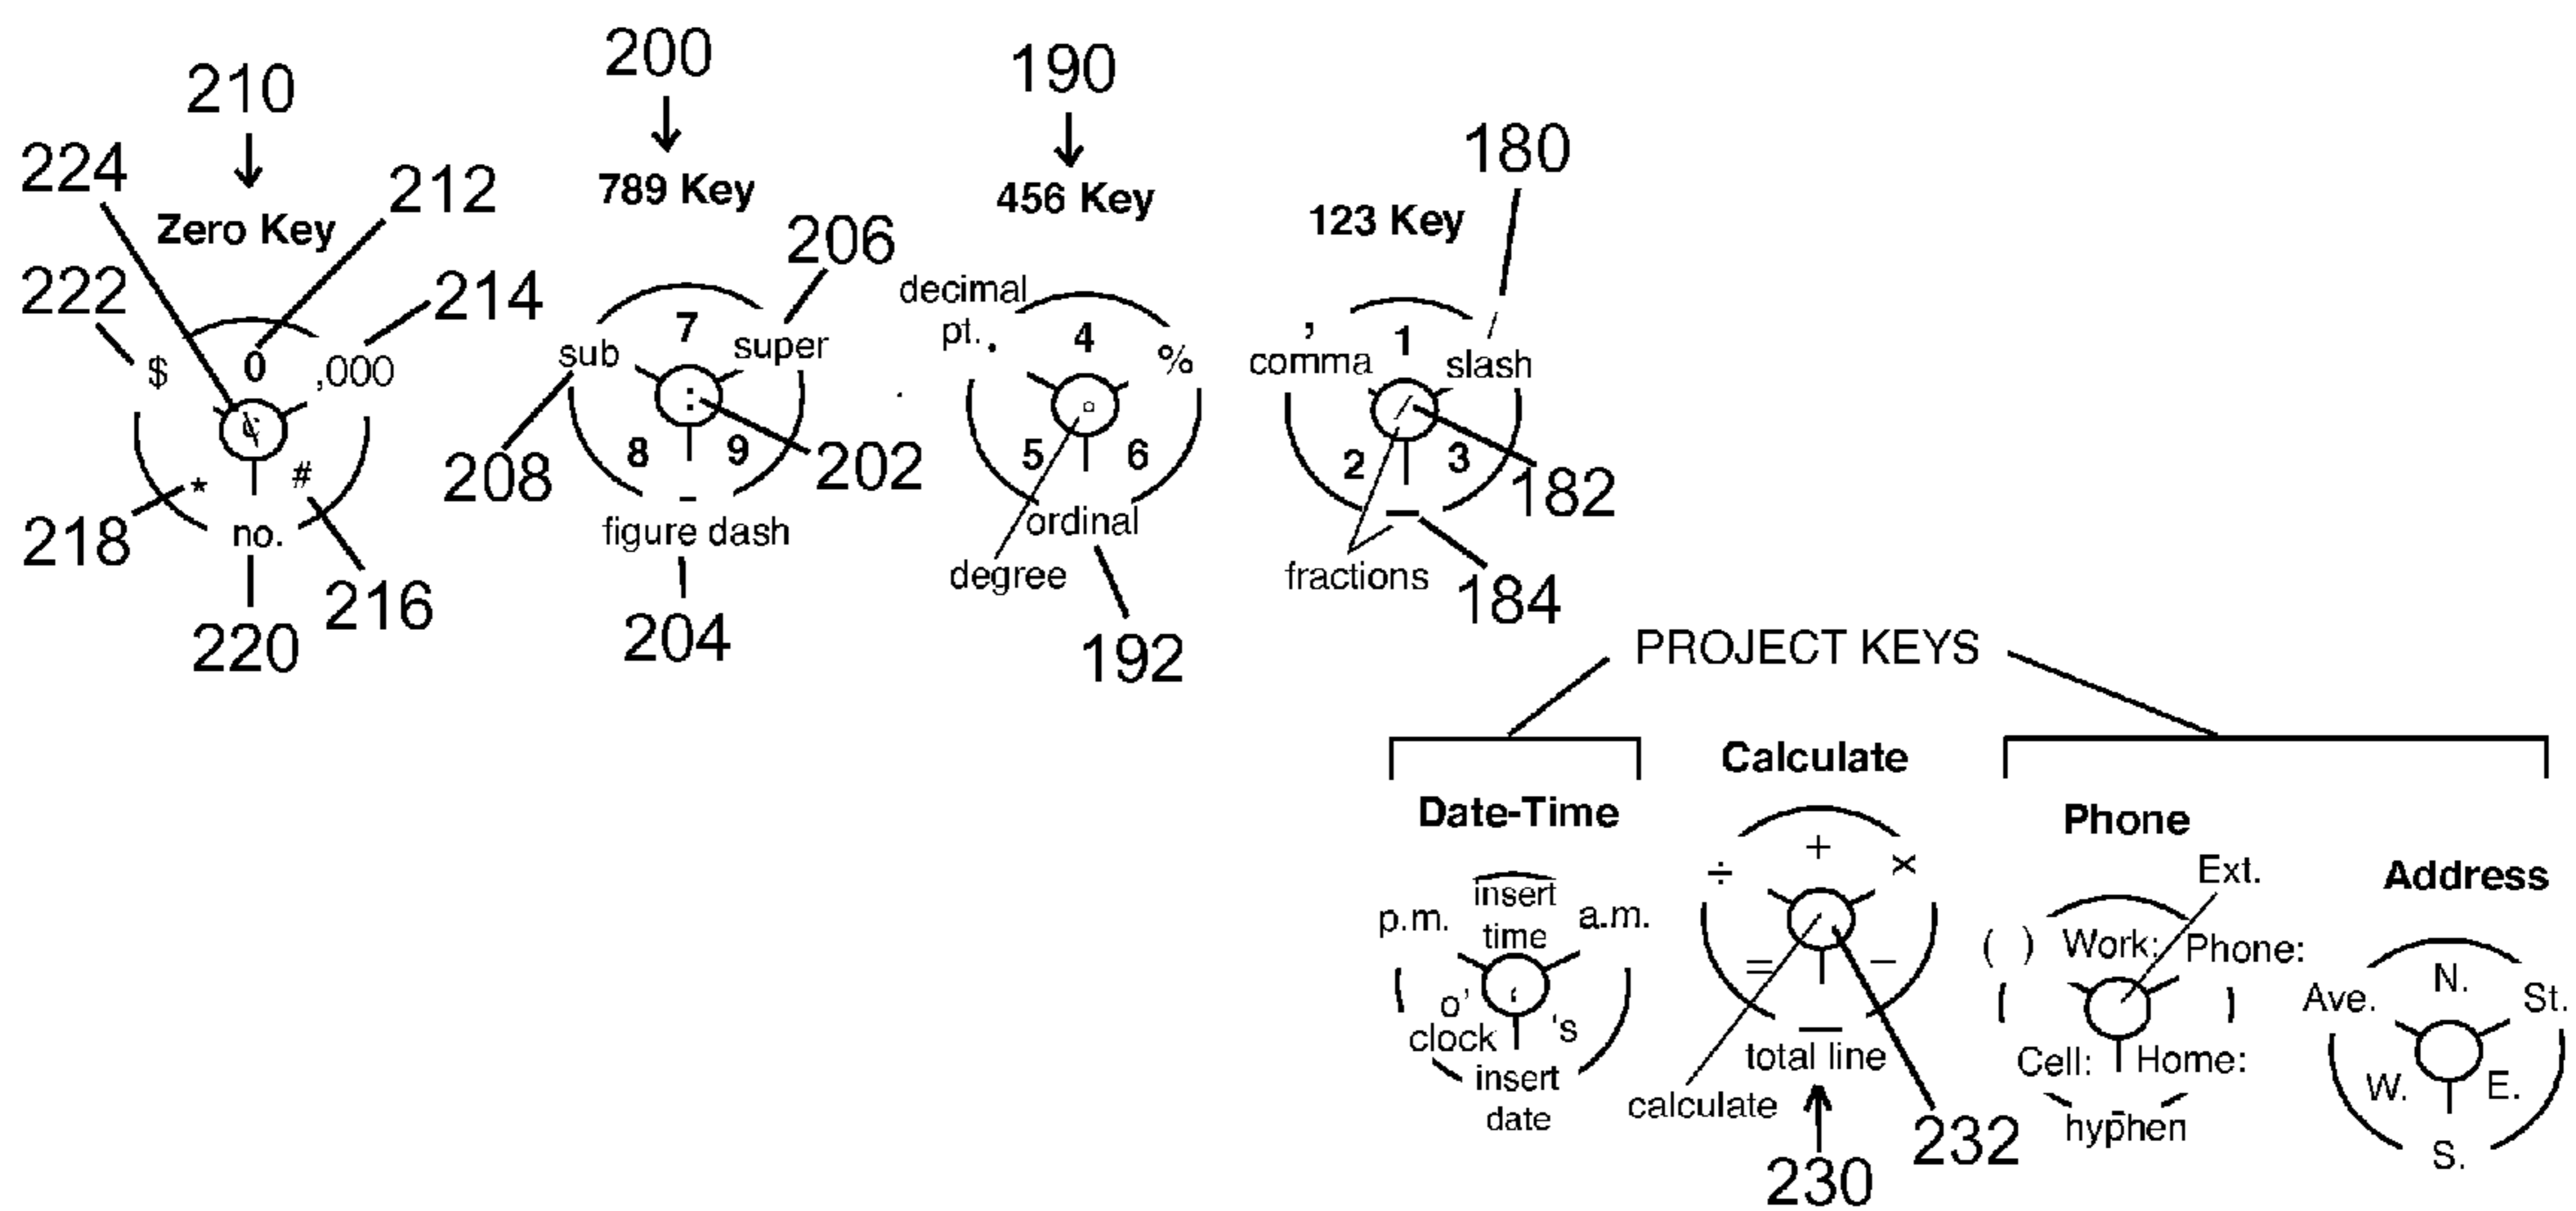 210
224
212
Zero Key
222
214
$
0
,000
¢
*
#
218
no.
216
220
200
789 Key
206
7
sub
super
:
8
9
208
202
-
figure dash
204
190
456 Key
decimal
pt. .
4
%
°
5
6
ordinal
degree
192
180
123 Key
,
1
/
comma
slash
/
2
3
182
—
fractions
184
PROJECT KEYS
Date-Time
insert
p.m.
time
a.m.
o'
clock
's
insert
date
Calculate
+
÷
×
=
−
—
total line
calculate
232
230
Phone
Ext.
( )
Work:
Phone:
Cell:
Home:
-
hyphen
Address
N.
Ave.
St.
W.
E.
S.